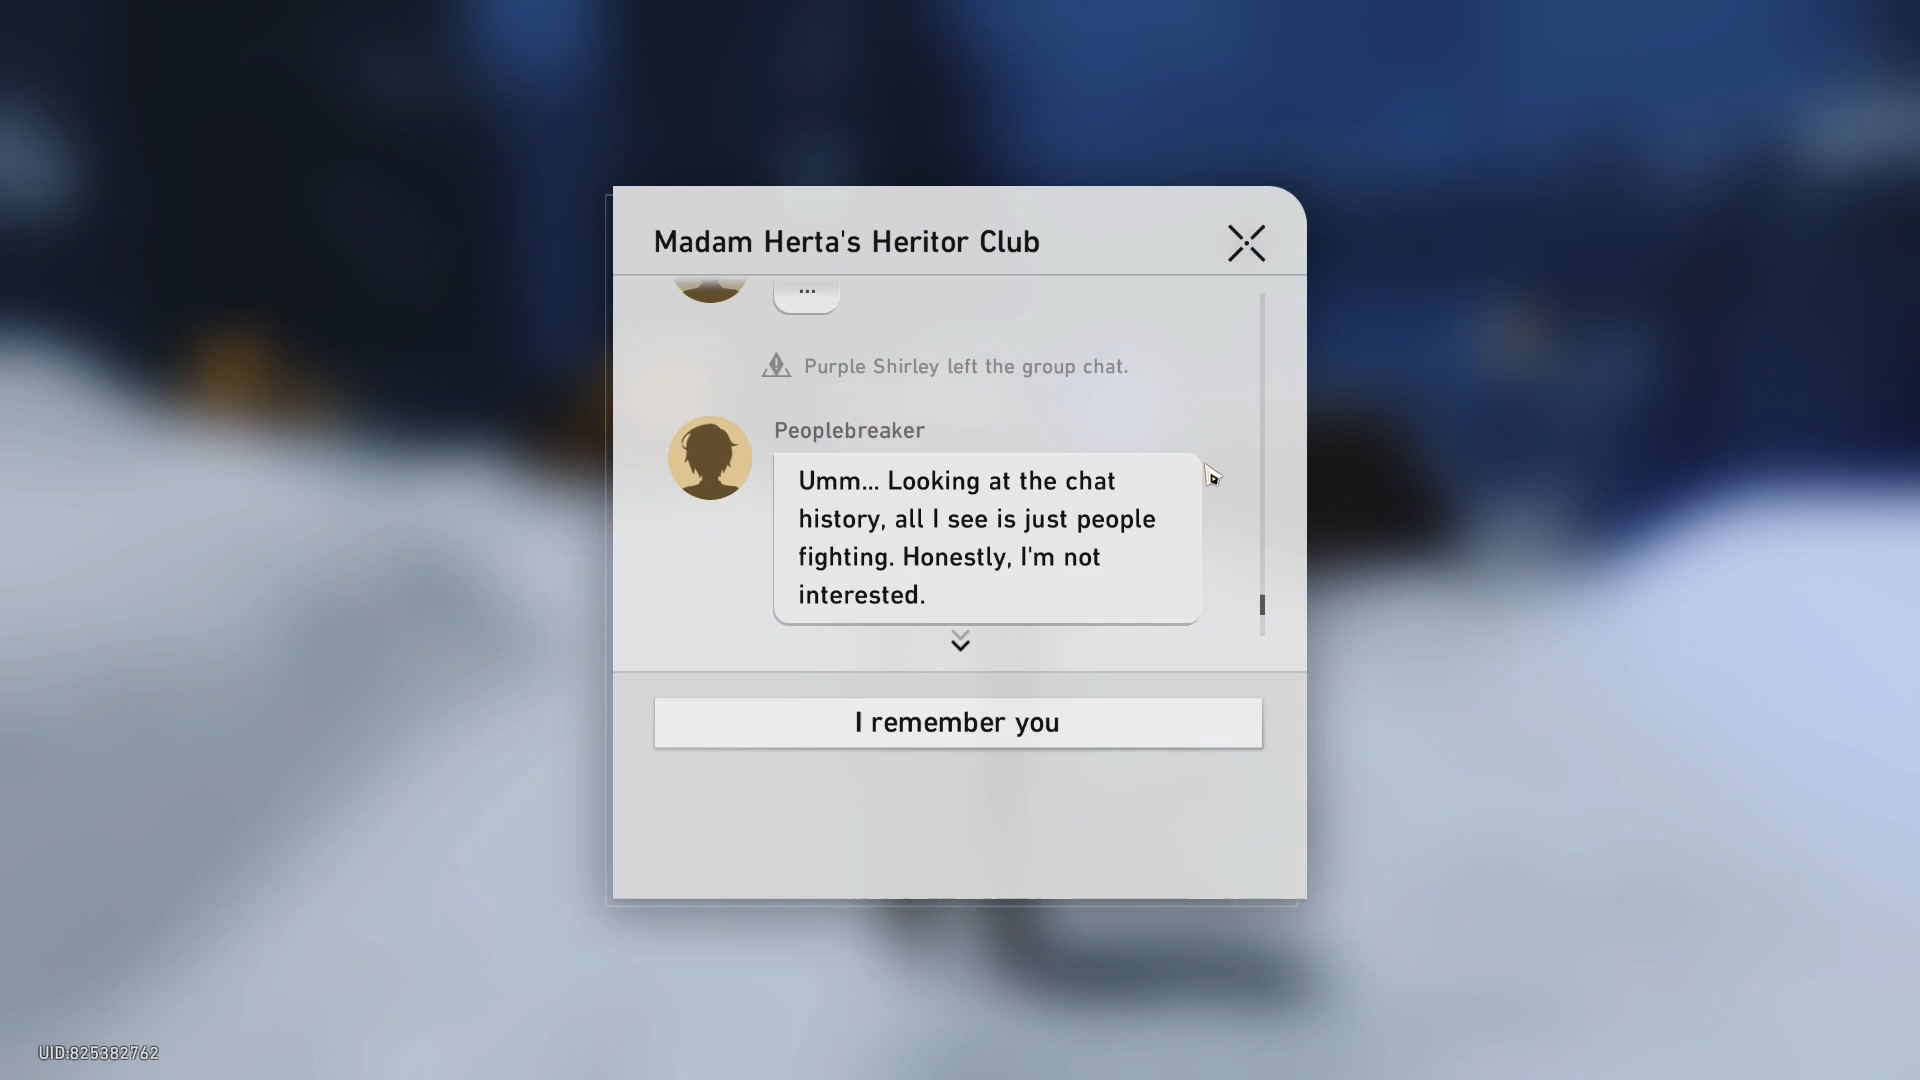 Madam Herta's Heritor Club
...
Purple Shirley left the group chat.
Peoplebreaker
Umm... Looking at the chat
history, all I see is just people
fighting. Honestly, I'm not
interested.
I remember you
UID:825382762